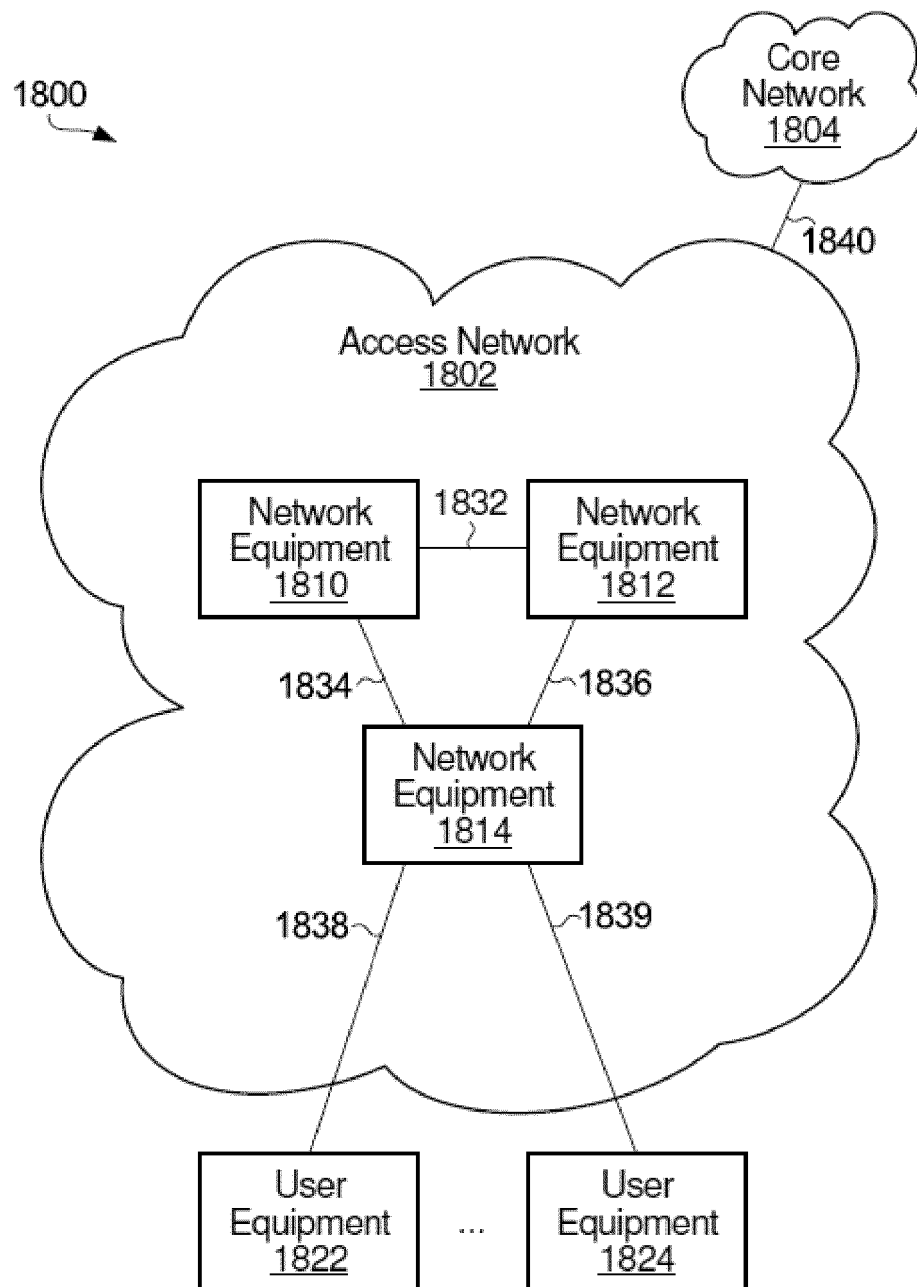 1800
Core
Network
1804
1840
Access Network
1802
Network
Equipment
1810
1832
Network
Equipment
1812
1834
1836
Network
Equipment
1814
1838
1839
User
Equipment
1822
...
User
Equipment
1824